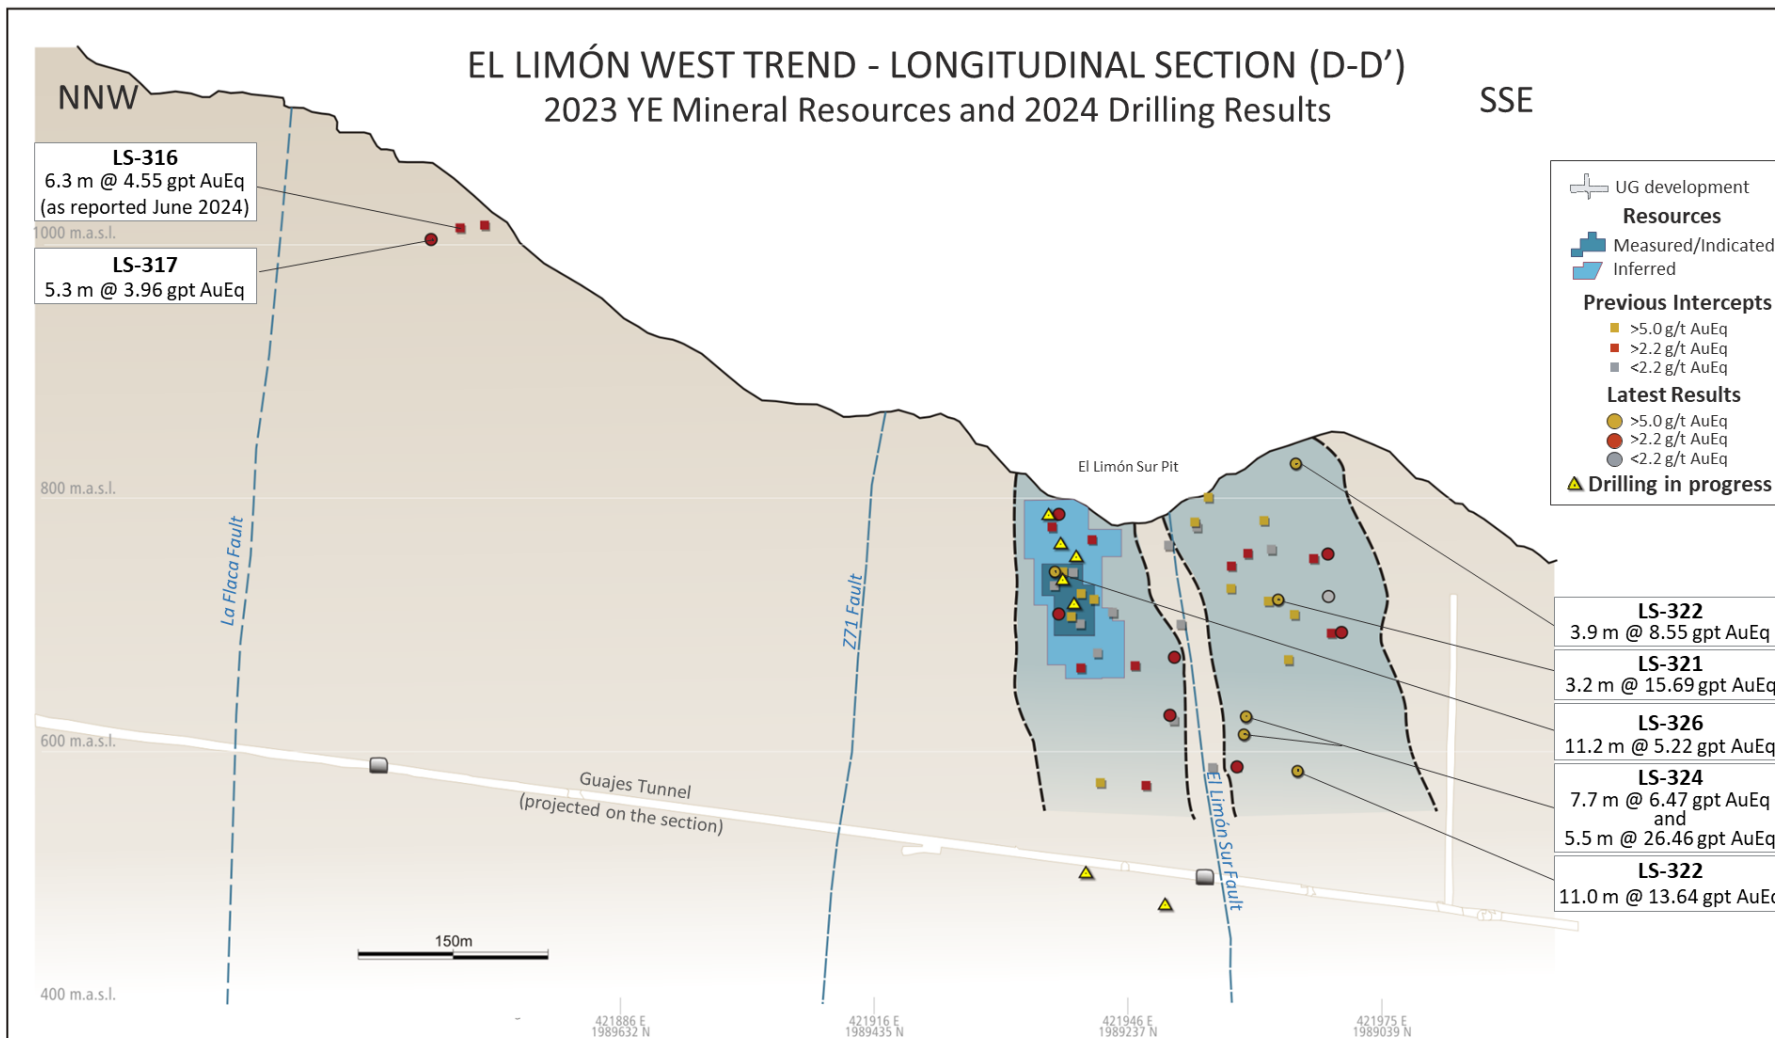 EL LIMÓN WEST TREND - LONGITUDINAL SECTION (D-D’)
2023 YE Mineral Resources and 2024 Drilling Results
NNW
SSE
LS-316
6.3 m @ 4.55 gpt AuEq
(as reported June 2024)
1000 m.a.s.l.
LS-317
5.3 m @ 3.96 gpt AuEq
UG development
Resources
Measured/Indicated
Inferred
Previous Intercepts
>5.0 g/t AuEq
>2.2 g/t AuEq
<2.2 g/t AuEq
Latest Results
>5.0 g/t AuEq
>2.2 g/t AuEq
<2.2 g/t AuEq
Drilling in progress
El Limón Sur Pit
800 m.a.s.l.
La Flaca Fault
Z71 Fault
El Limón Sur Fault
LS-322
3.9 m @ 8.55 gpt AuEq
LS-321
3.2 m @ 15.69 gpt AuEq
LS-326
11.2 m @ 5.22 gpt AuEq
LS-324
7.7 m @ 6.47 gpt AuEq
and
5.5 m @ 26.46 gpt AuEq
LS-322
11.0 m @ 13.64 gpt AuEq
600 m.a.s.l.
Guajes Tunnel
(projected on the section)
150m
400 m.a.s.l.
421886 E
1989632 N
421916 E
1989435 N
421946 E
1989237 N
421975 E
1989039 N